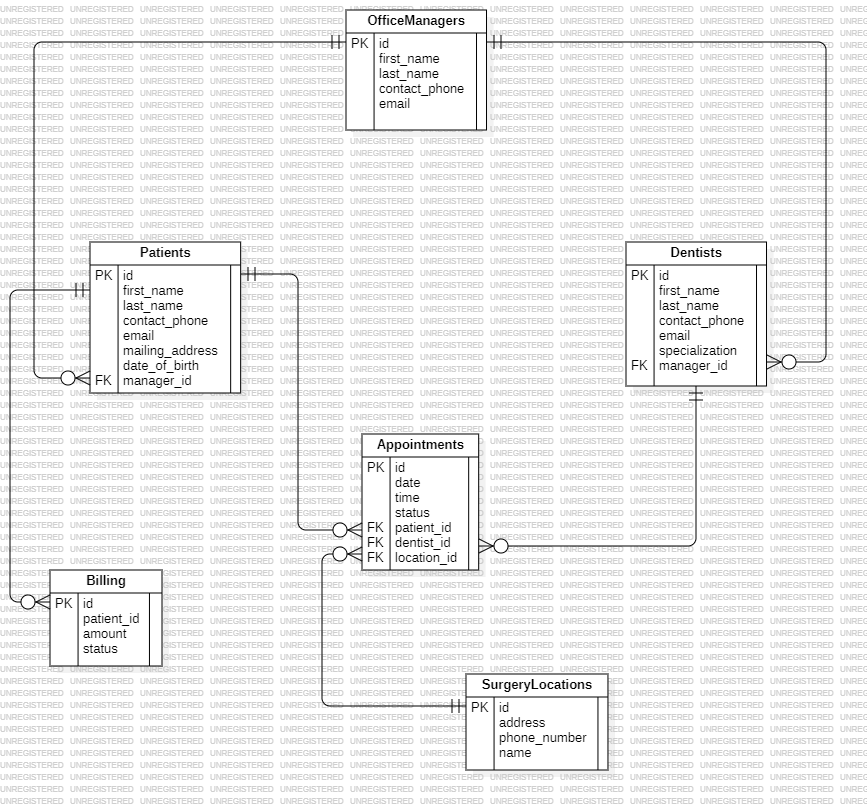 OfficeManagers
PK id
first_name
last_name
contact_phone
email
Patients
PK id
first_name
last_name
contact_phone
email
mailing_address
date_of_birth
FK manager_id
Dentists
PK id
first_name
last_name
contact_phone
email
specialization
FK manager_id
Appointments
PK id
date
time
status
FK patient_id
FK dentist_id
FK location_id
Billing
PK id
patient_id
amount
status
SurgeryLocations
PK id
address
phone_number
name
UNREGISTERED